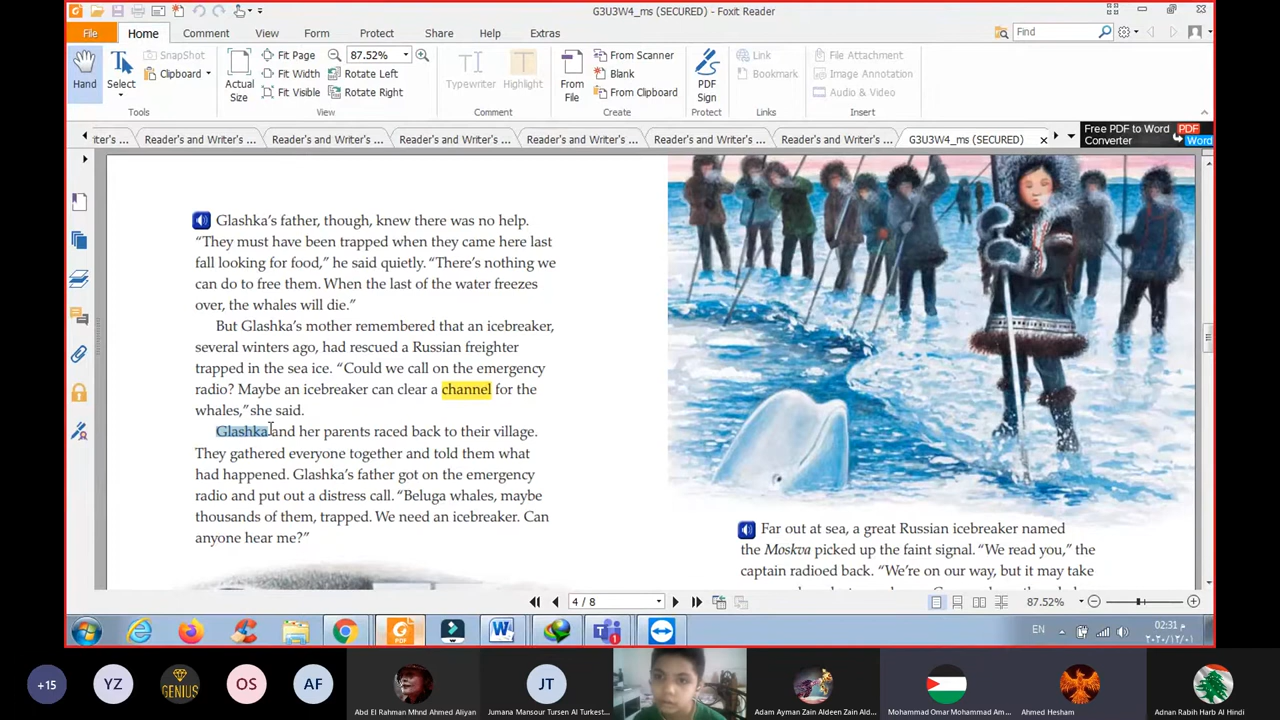 G3U3W4_ms (SECURED) - Foxit Reader
File Home Comment View Form Protect Share Help Extras
Find
Hand
Select
SnapShot
Clipboard
Actual Size
Fit Page
Fit Width
Fit Visible
87.52%
Rotate Left
Rotate Right
Typewriter
Highlight
From File
From Scanner
Blank
From Clipboard
PDF Sign
Link
Bookmark
File Attachment
Image Annotation
Audio & Video
Tools View Comment Create Protect Links Insert
iter's ... Reader's and Writer's ... Reader's and Writer's ... Reader's and Writer's ... Reader's and Writer's ... Reader's and Writer's ... Reader's and Writer's ... G3U3W4_ms (SECURED)
Free PDF to Word
Converter
PDF
Word
Glashka's father, though, knew there was no help.
“They must have been trapped when they came here last
fall looking for food,” he said quietly. “There's nothing we
can do to free them. When the last of the water freezes
over, the whales will die.”
But Glashka's mother remembered that an icebreaker,
several winters ago, had rescued a Russian freighter
trapped in the sea ice. “Could we call on the emergency
radio? Maybe an icebreaker can clear a channel for the
whales,” she said.
Glashka and her parents raced back to their village.
They gathered everyone together and told them what
had happened. Glashka's father got on the emergency
radio and put out a distress call. “Beluga whales, maybe
thousands of them, trapped. We need an icebreaker. Can
anyone hear me?”
Far out at sea, a great Russian icebreaker named
the Moskva picked up the faint signal. “We read you,” the
captain radioed back. “We're on our way, but it may take
4 / 8
87.52%
EN
م 02:31
٢٠٢٠/١٢/٠١
+15
YZ
GENIUS
OS
AF
Abd El Rahman Mhnd Ahmed Aliyan
JT
Jumana Mansour Tursen Al Turkest...
Adam Ayman Zain Aldeen Zain Ald...
Mohammad Omar Mohammad Am...
Ahmed Hesham
Adnan Rabih Harb Al Hindi